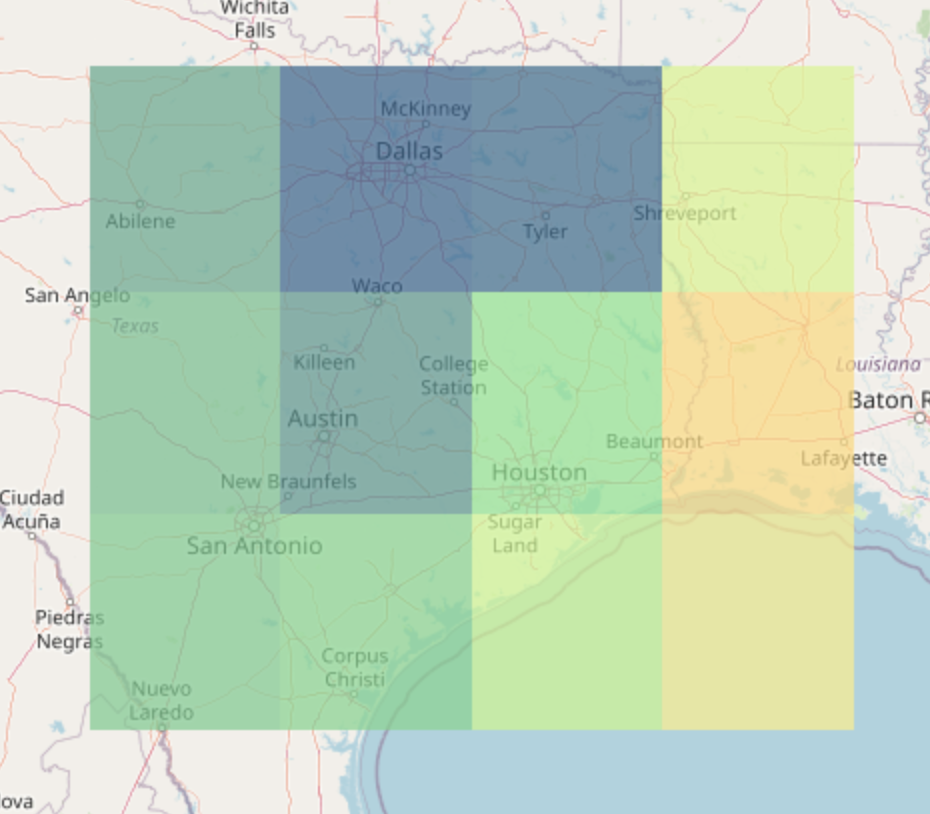 Wichita
Falls
McKinney
Dallas
Abilene
Tyler
Shreveport
San Angelo
Waco
Texas
Killeen
College
Station
Louisiana
Austin
Baton R
Beaumont
Lafayette
Houston
New Braunfels
Ciudad
Acuña
Sugar
Land
San Antonio
Piedras
Negras
Corpus
Christi
Nuevo
Laredo
lova